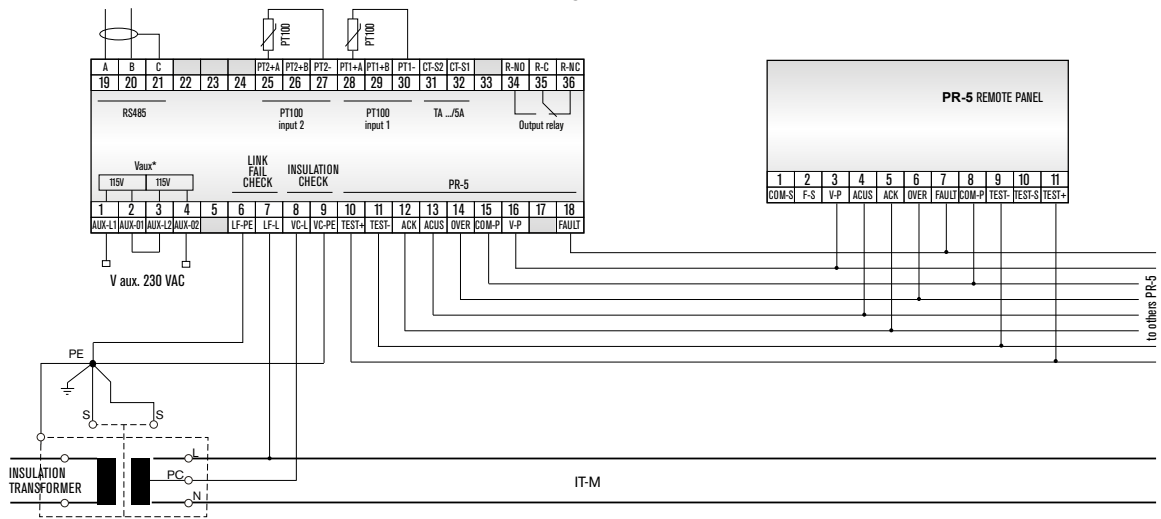 PT100 PT100
A B C PT2+A PT2+B PT2- PT1+A PT1+B PT1- CT-S2 CT-S1 R-NO R-C R-NC
19 20 21 22 23 24 25 26 27 28 29 30 31 32 33 34 35 36
RS485
PT100
input 2
PT100
input 1
TA .../5A
Output relay
Vaux*
115V 115V
LINK
FAIL
CHECK
INSULATION
CHECK
PR-5
1 2 3 4 5 6 7 8 9 10 11 12 13 14 15 16 17 18
AUX-L1 AUX-01 AUX-L2 AUX-02 LF-PE LF-L VC-L VC-PE TEST+ TEST- ACK ACUS OVER COM-P V-P FAULT
V aux. 230 VAC
PR-5 REMOTE PANEL
1 2 3 4 5 6 7 8 9 10 11
COM-S F-S V-P ACUS ACK OVER FAULT COM-P TEST- TEST-S TEST+
to others PR-5
PE
S S
L
INSULATION
TRANSFORMER
PC
N
IT-M